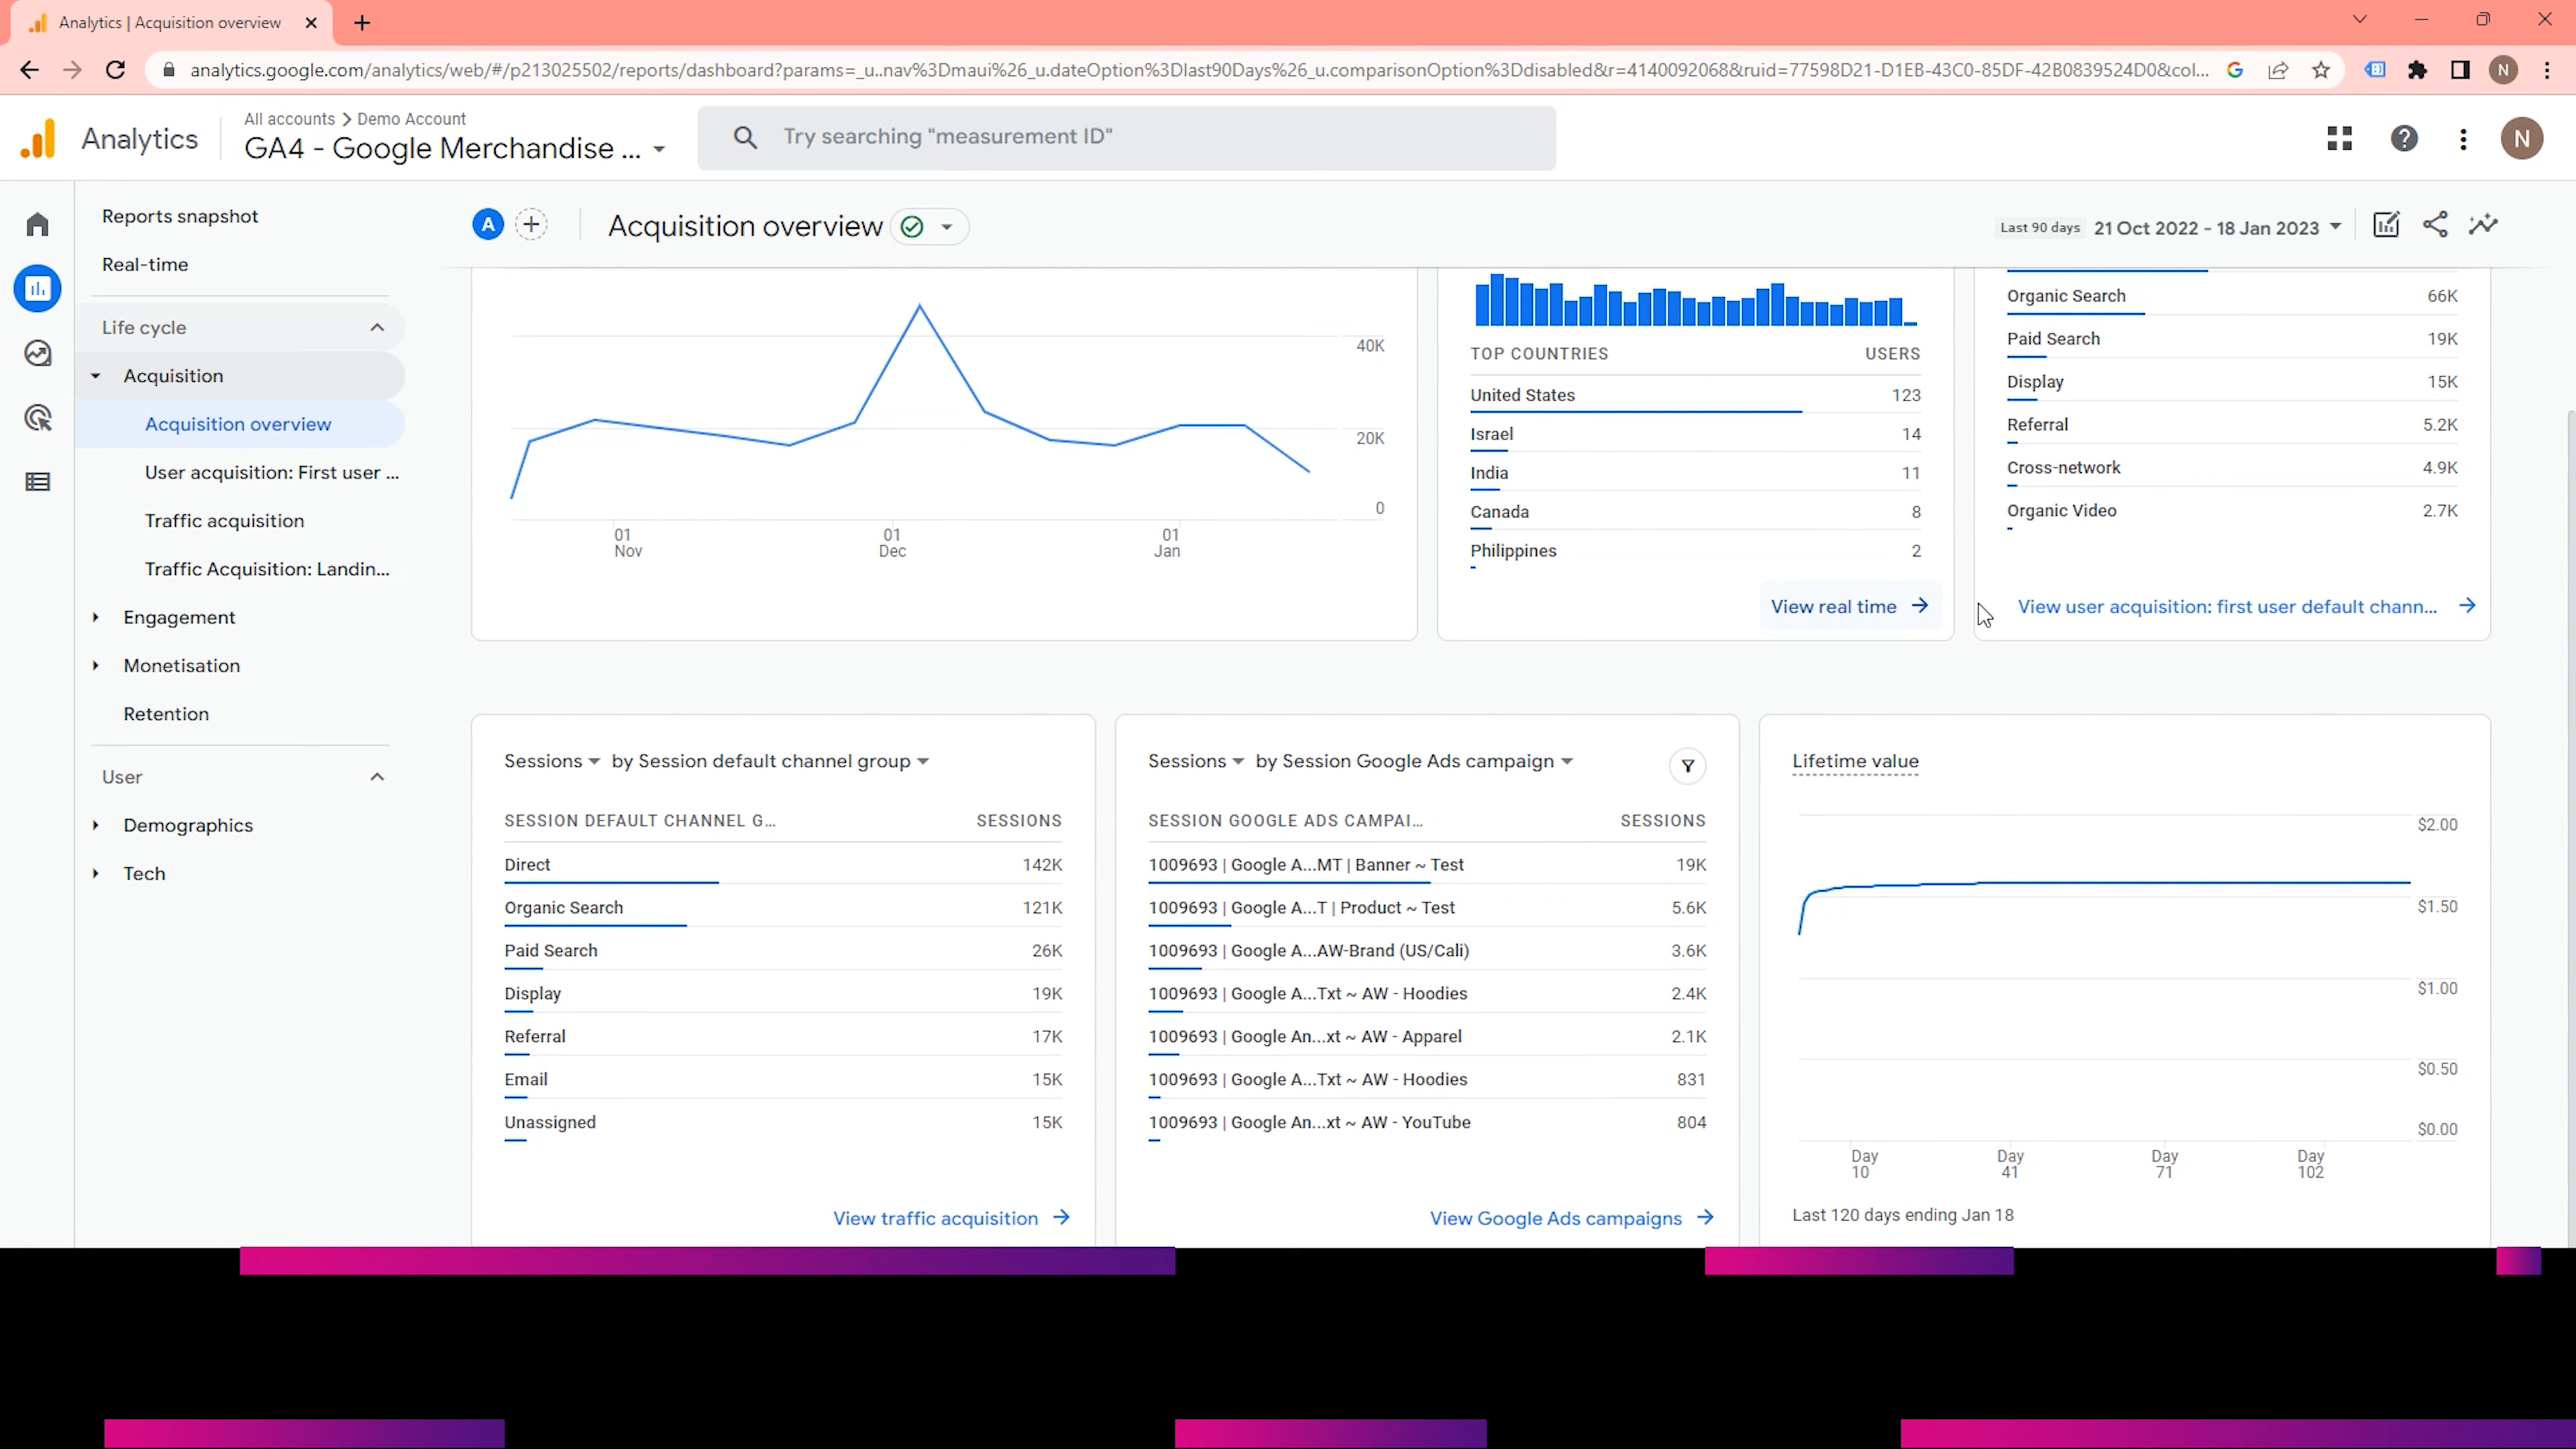 Analytics | Acquisition overview
analytics.google.com/analytics/web/#/p213025502/reports/dashboard?params=_u..nav%3Dmaui%26_u.dateOption%3Dlast90Days%26_u.comparisonOption%3Ddisabled&r=4140092068&ruid=77598D21-D1EB-43C0-85DF-42B0839524D0&col...
N
Analytics
All accounts > Demo Account
GA4 - Google Merchandise ...
Try searching "measurement ID"
N
Reports snapshot
Real-time
Life cycle
Acquisition
Acquisition overview
User acquisition: First user ...
Traffic acquisition
Traffic Acquisition: Landin...
Engagement
Monetisation
Retention
User
Demographics
Tech
A
Acquisition overview
Last 90 days 21 Oct 2022 - 18 Jan 2023
40K
20K
0
01 Nov
01 Dec
01 Jan
TOP COUNTRIES USERS
United States 123
Israel 14
India 11
Canada 8
Philippines 2
View real time
Organic Search 66K
Paid Search 19K
Display 15K
Referral 5.2K
Cross-network 4.9K
Organic Video 2.7K
View user acquisition: first user default chann...
Sessions by Session default channel group
SESSION DEFAULT CHANNEL G... SESSIONS
Direct 142K
Organic Search 121K
Paid Search 26K
Display 19K
Referral 17K
Email 15K
Unassigned 15K
View traffic acquisition
Sessions by Session Google Ads campaign
SESSION GOOGLE ADS CAMPAI... SESSIONS
1009693 | Google A...MT | Banner ~ Test 19K
1009693 | Google A...T | Product ~ Test 5.6K
1009693 | Google A...AW-Brand (US/Cali) 3.6K
1009693 | Google A...Txt ~ AW - Hoodies 2.4K
1009693 | Google An...xt ~ AW - Apparel 2.1K
1009693 | Google A...Txt ~ AW - Hoodies 831
1009693 | Google An...xt ~ AW - YouTube 804
View Google Ads campaigns
Lifetime value
$2.00
$1.50
$1.00
$0.50
$0.00
Day 10
Day 41
Day 71
Day 102
Last 120 days ending Jan 18